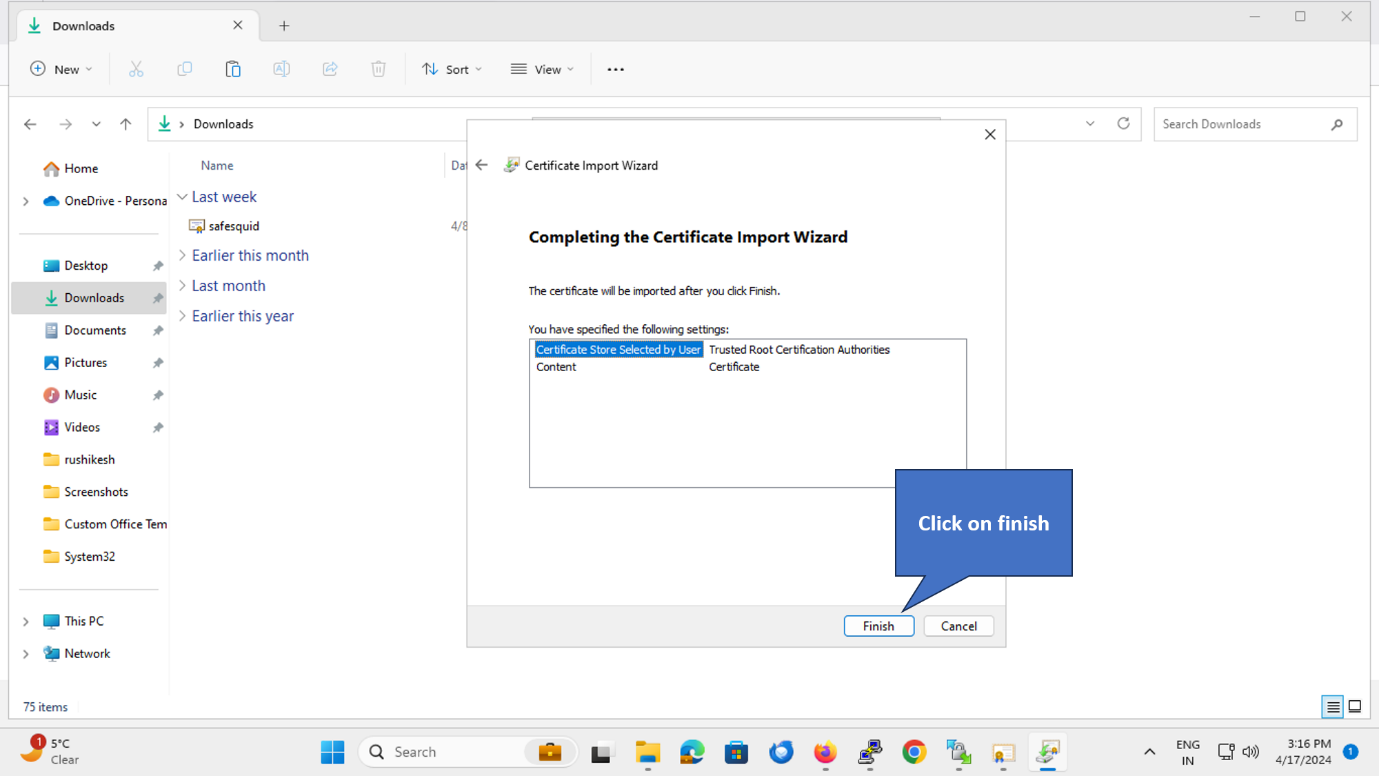 Downloads
New
Sort
View
Downloads
Search Downloads
Home
OneDrive - Persona
Desktop
Downloads
Documents
Pictures
Music
Videos
rushikesh
Screenshots
Custom Office Tem
System32
This PC
Network
Name
Dat
Last week
safesquid
4/8
Earlier this month
Last month
Earlier this year
Certificate Import Wizard
Completing the Certificate Import Wizard
The certificate will be imported after you click Finish.
You have specified the following settings:
Certificate Store Selected by User Trusted Root Certification Authorities
Content Certificate
Click on finish
Finish Cancel
75 items
1
5°C
Clear
Search
ENG
IN
3:16 PM
4/17/2024
1